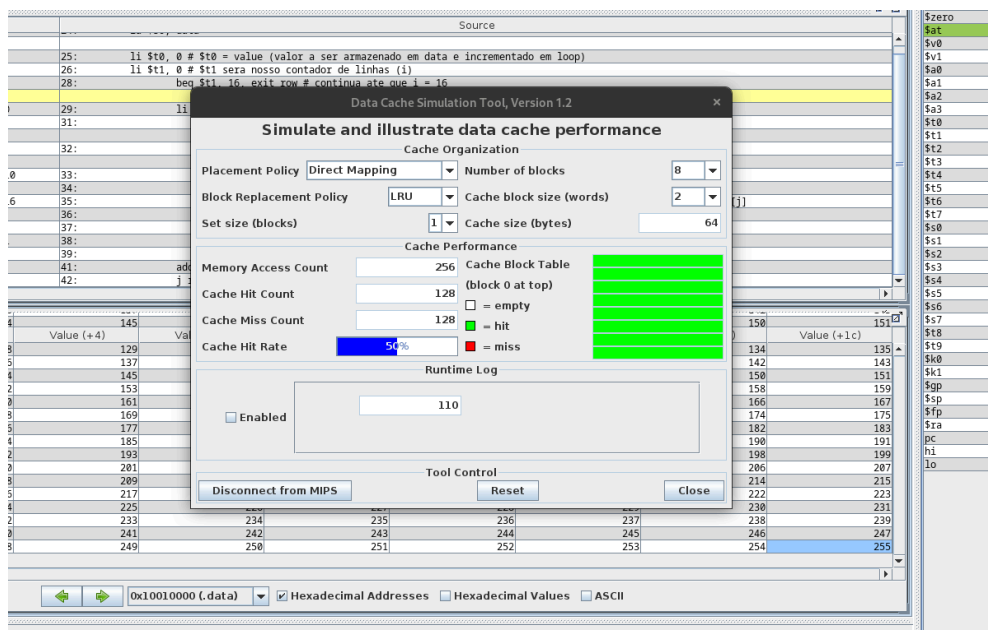 Source
25: li $t0, 0 # $t0 = value (valor a ser armazenado em data e incrementado em loop)
26: li $t1, 0 # $t1 sera nosso contador de linhas (i)
28: beq $t1, 16, exit_row # continua ate que i = 16
29: li
31:
32:
33:
34:
35: [j]
36:
37:
38:
39:
41: add
42: j
Data Cache Simulation Tool, Version 1.2 ×
Simulate and illustrate data cache performance
Cache Organization
Placement Policy Direct Mapping Number of blocks 8
Block Replacement Policy LRU Cache block size (words) 2
Set size (blocks) 1 Cache size (bytes) 64
Cache Performance
Memory Access Count 256 Cache Block Table
(block 0 at top)
Cache Hit Count 128
= empty
Cache Miss Count 128
= hit
Cache Hit Rate 50% = miss
Runtime Log
110
Enabled
Tool Control
Disconnect from MIPS Reset Close
145 150 151
Value (+4) Val Value (+1c)
129 134 135
137 142 143
145 150 151
153 158 159
161 166 167
169 174 175
177 182 183
185 190 191
193 198 199
201 206 207
209 214 215
217 222 223
225 226 227 228 229 230 231
233 234 235 236 237 238 239
241 242 243 244 245 246 247
249 250 251 252 253 254 255
0x10010000 (.data) Hexadecimal Addresses Hexadecimal Values ASCII
$zero
$at
$v0
$v1
$a0
$a1
$a2
$a3
$t0
$t1
$t2
$t3
$t4
$t5
$t6
$t7
$s0
$s1
$s2
$s3
$s4
$s5
$s6
$s7
$t8
$t9
$k0
$k1
$gp
$sp
$fp
$ra
pc
hi
lo